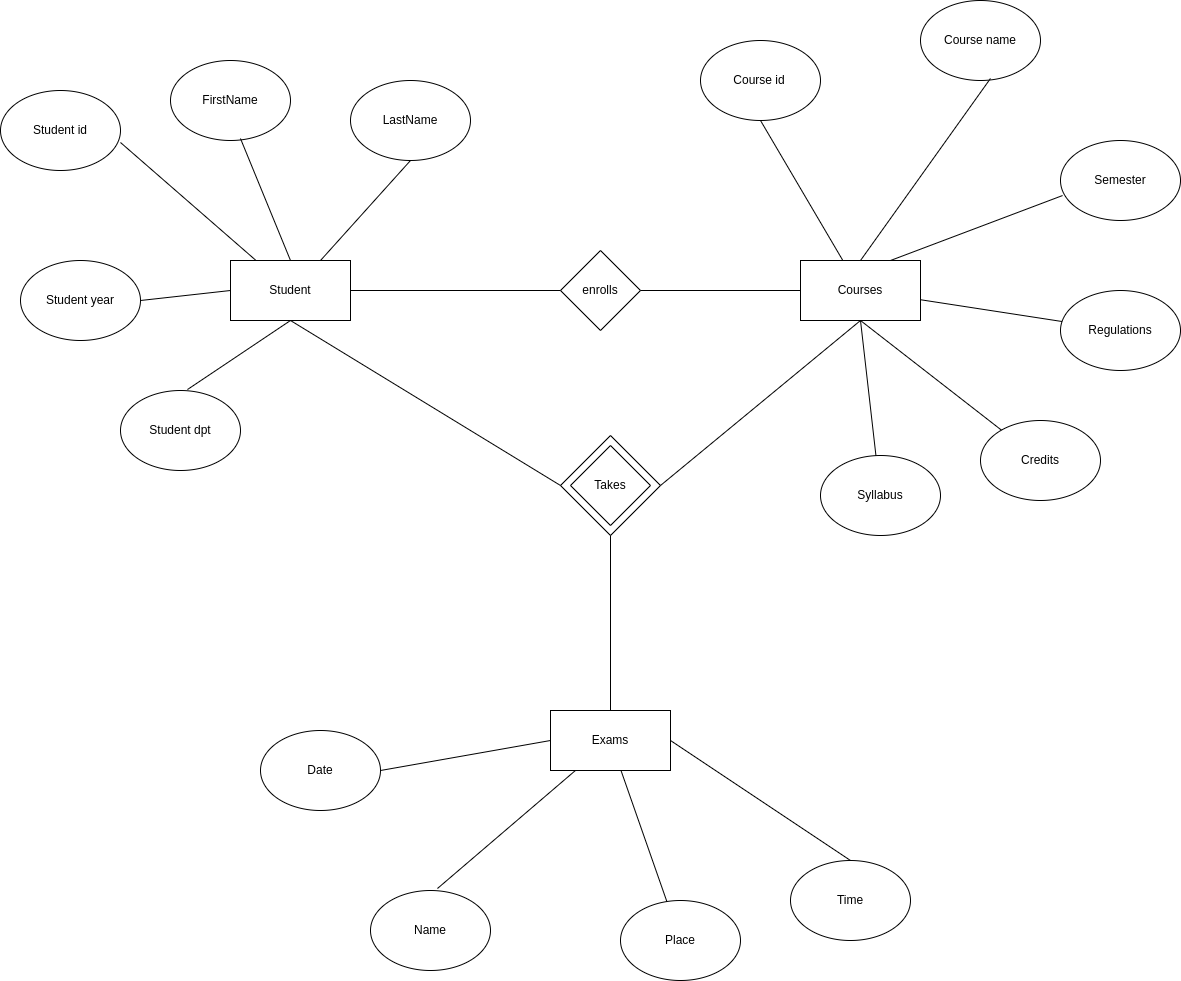 Course name
Course id
FirstName
LastName
Student id
Semester
Student
enrolls
Courses
Student year
Regulations
Student dpt
Credits
Takes
Syllabus
Exams
Date
Time
Name
Place